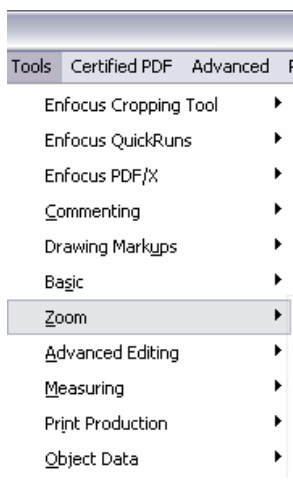 Tools Certified PDF Advanced
Enfocus Cropping Tool
Enfocus QuickRuns
Enfocus PDF/X
Commenting
Drawing Markups
Basic
Zoom
Advanced Editing
Measuring
Print Production
Object Data